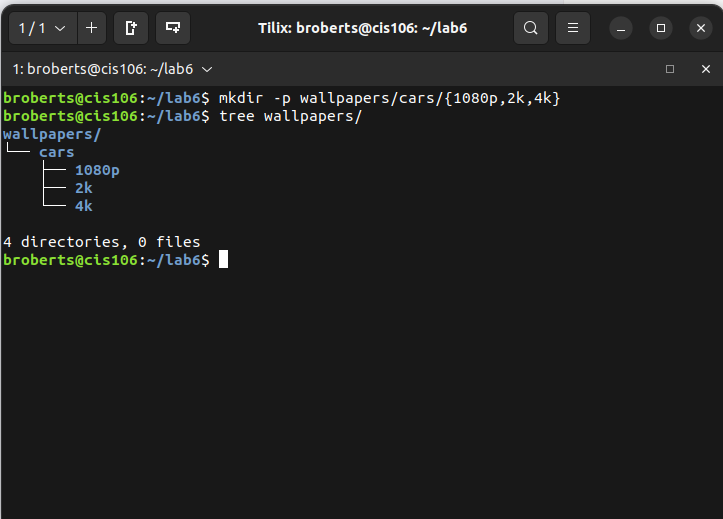 1 / 1
Tilix: broberts@cis106: ~/lab6
1: broberts@cis106: ~/lab6
broberts@cis106:~/lab6$ mkdir -p wallpapers/cars/{1080p,2k,4k}
broberts@cis106:~/lab6$ tree wallpapers/
wallpapers/
└── cars
    ├── 1080p
    ├── 2k
    └── 4k
4 directories, 0 files
broberts@cis106:~/lab6$